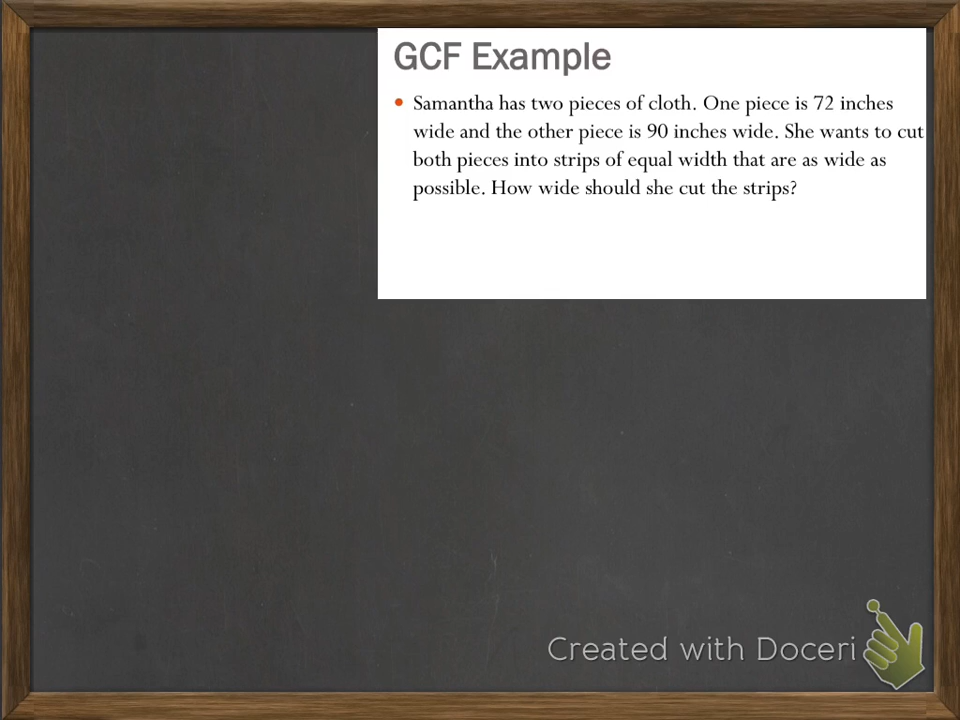 GCF Example
• Samantha has two pieces of cloth. One piece is 72 inches
wide and the other piece is 90 inches wide. She wants to cut
both pieces into strips of equal width that are as wide as
possible. How wide should she cut the strips?
Created with Doceri